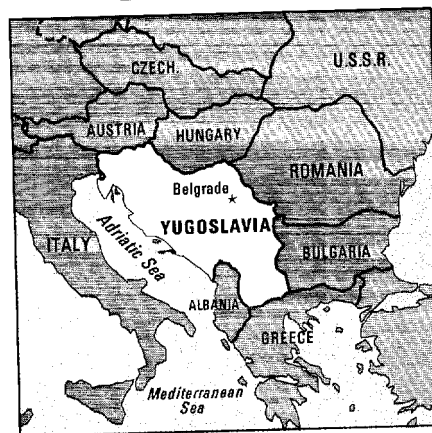 CZECH.
U.S.S.R.
AUSTRIA
HUNGARY
ROMANIA
Belgrade
YUGOSLAVIA
ITALY
Adriatic Sea
BULGARIA
ALBANIA
GREECE
Mediterranean
Sea